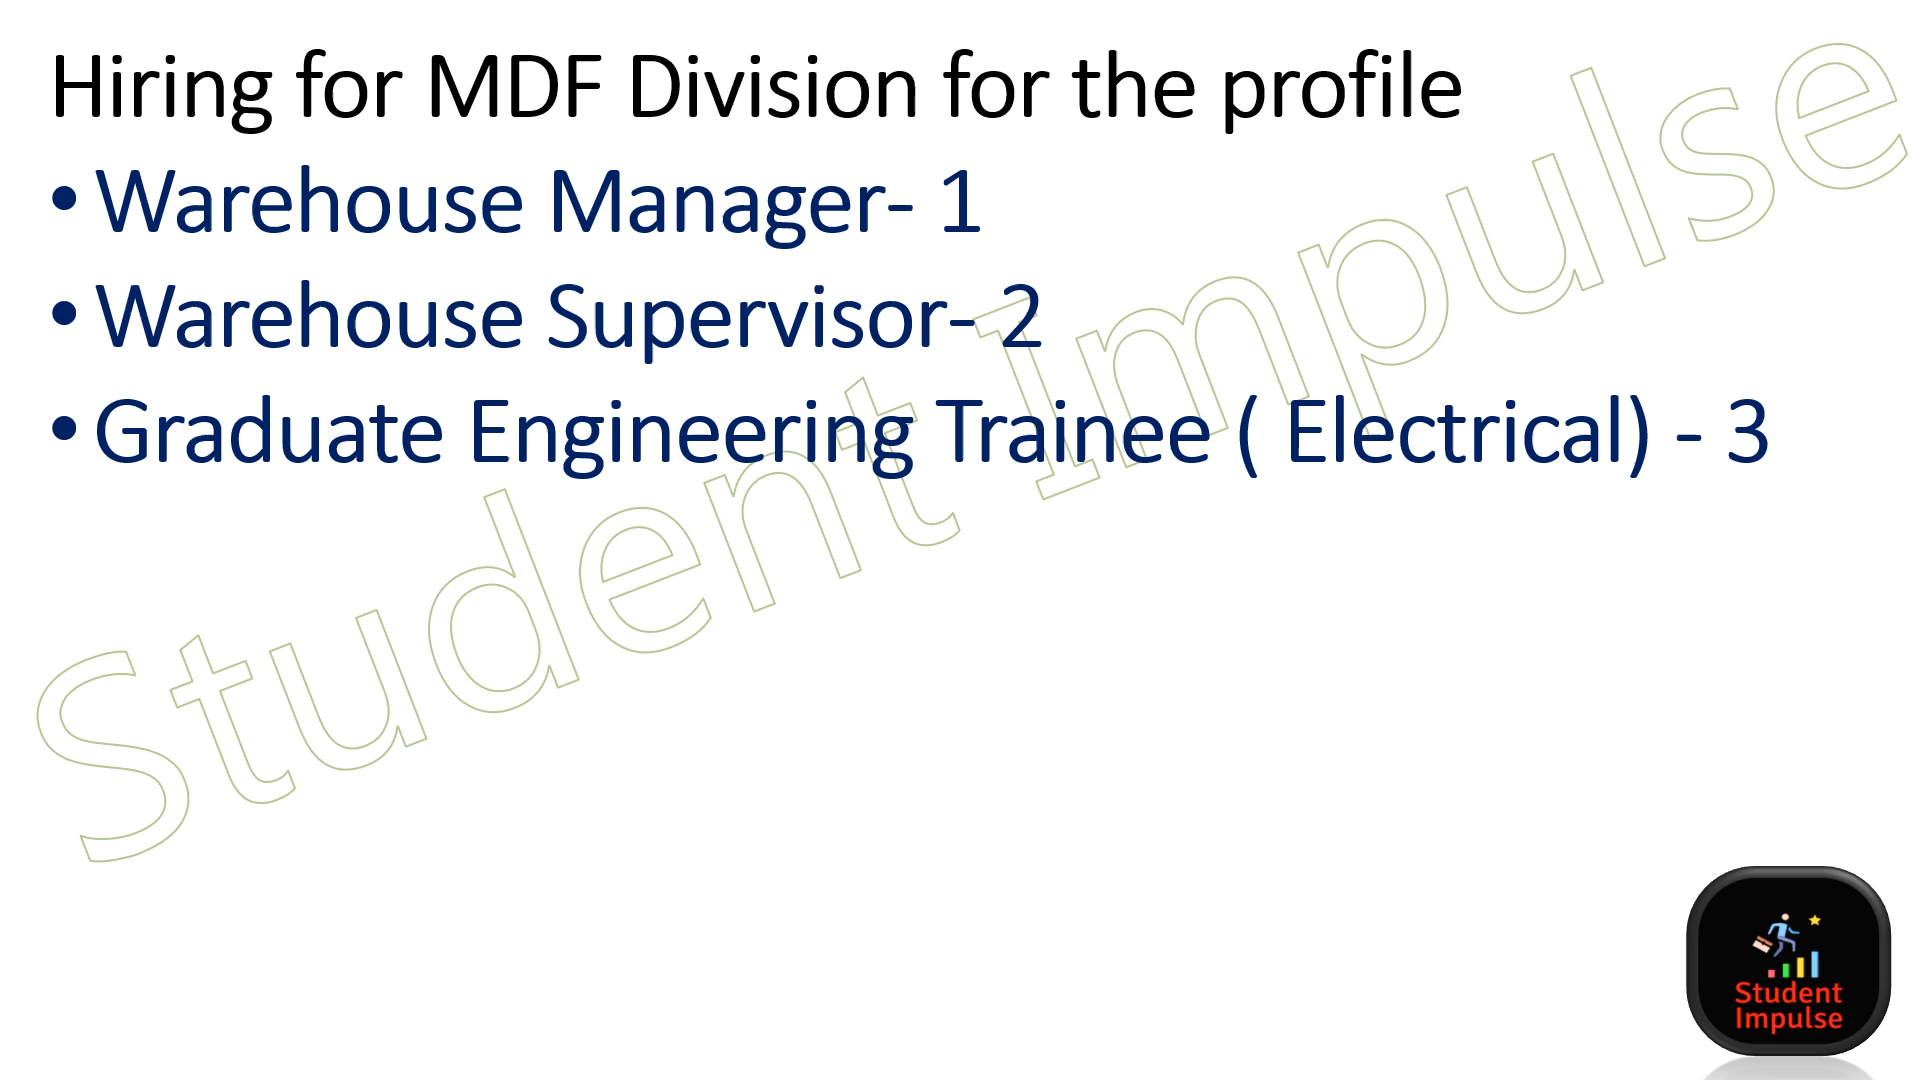 Hiring for MDF Division for the profile
• Warehouse Manager- 1
• Warehouse Supervisor- 2
• Graduate Engineering Trainee ( Electrical) - 3
Student Impulse
Student
Impulse